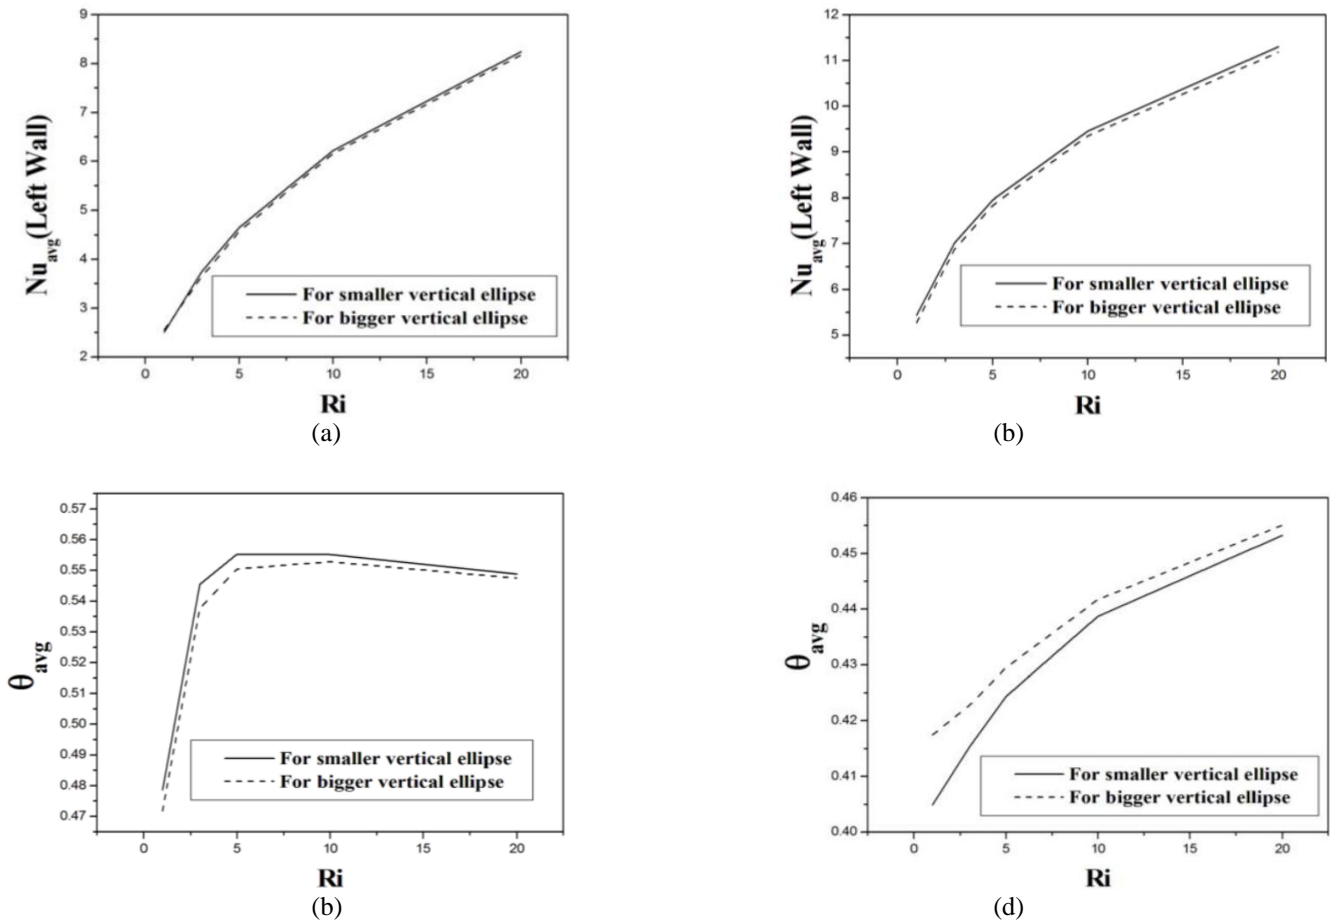 9
8
7
6
5
4
3
2
Nu_avg (Left Wall)
For smaller vertical ellipse
For bigger vertical ellipse
0 5 10 15 20
Ri
(a)
12
11
10
9
8
7
6
5
Nu_avg (Left Wall)
For smaller vertical ellipse
For bigger vertical ellipse
0 5 10 15 20
Ri
(b)
0.57
0.56
0.55
0.54
0.53
0.52
0.51
0.50
0.49
0.48
0.47
θ_avg
For smaller vertical ellipse
For bigger vertical ellipse
0 5 10 15 20
Ri
(b)
0.46
0.45
0.44
0.43
0.42
0.41
0.40
θ_avg
For smaller vertical ellipse
For bigger vertical ellipse
0 5 10 15 20
Ri
(d)